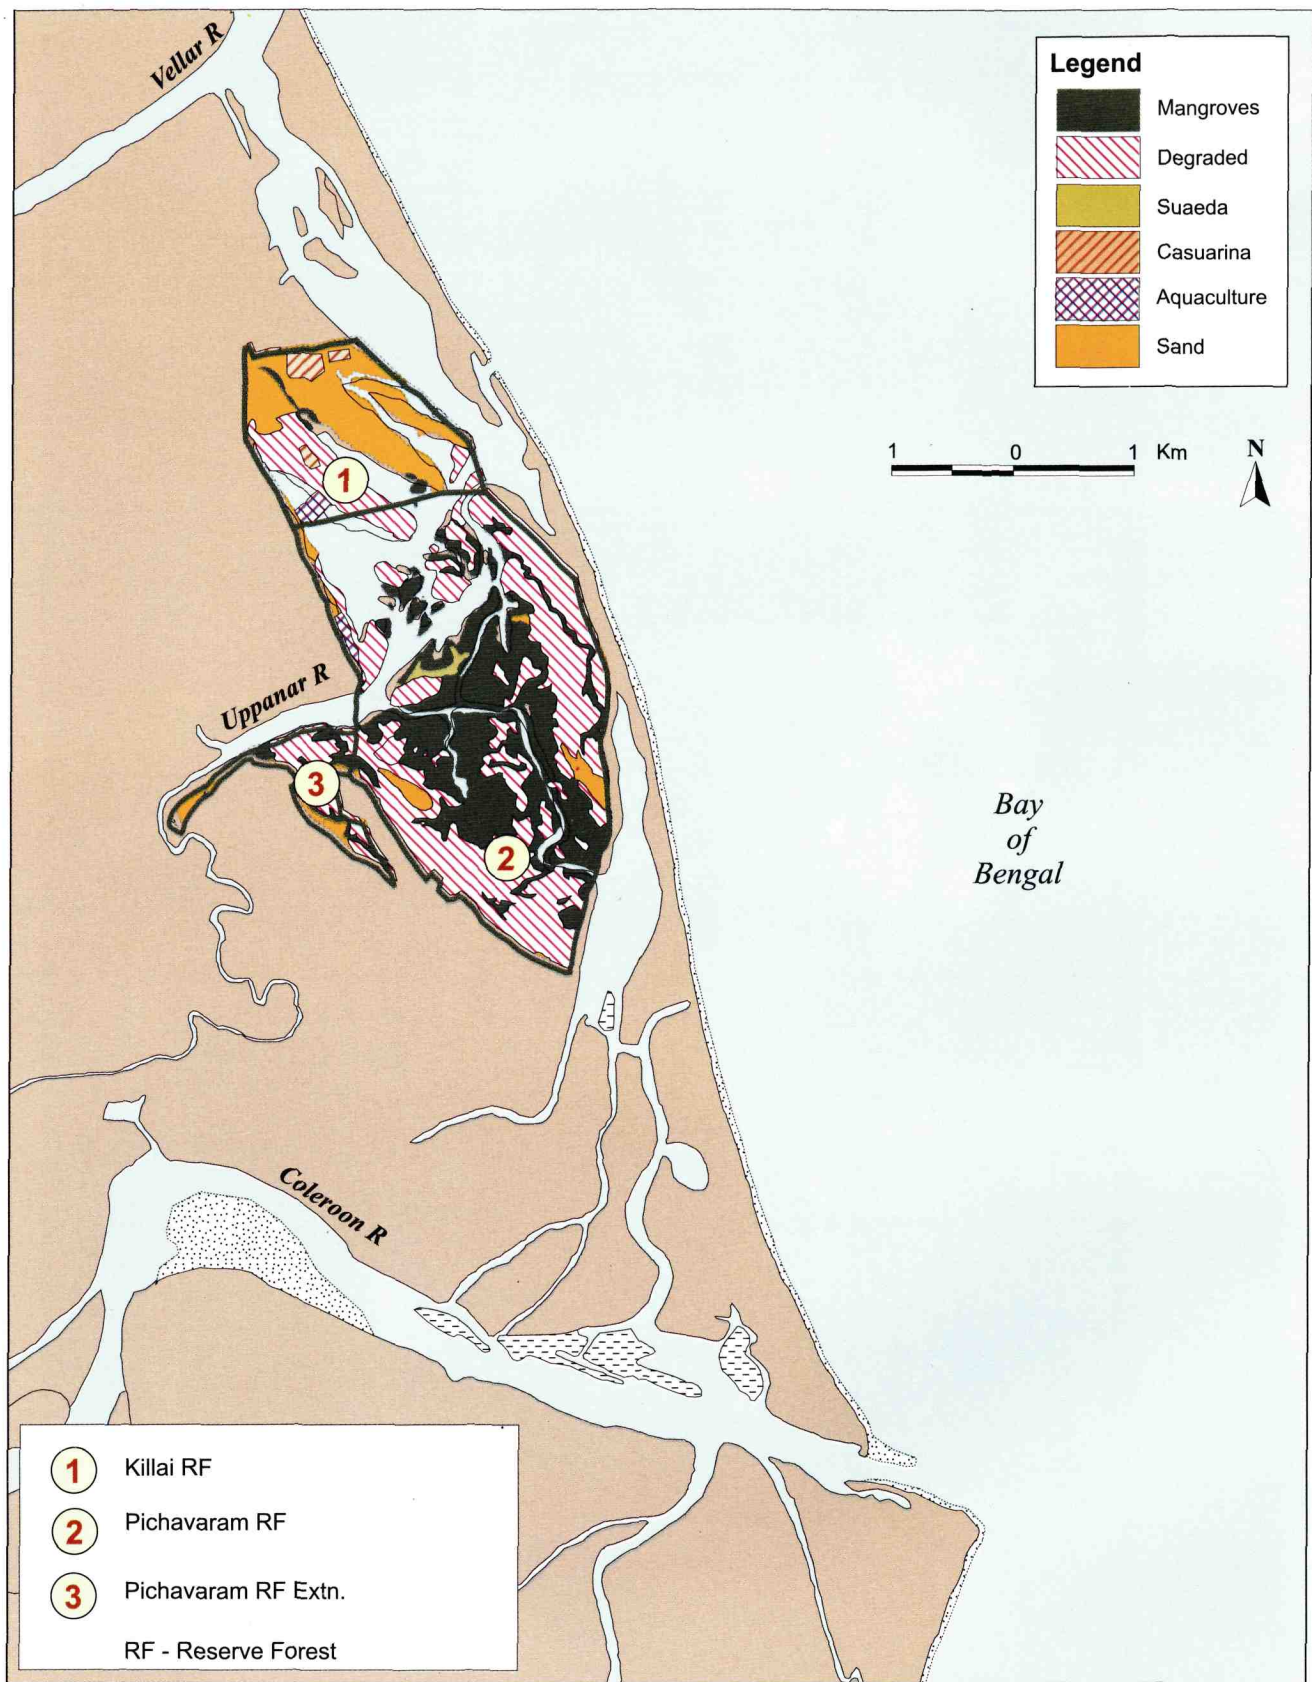 Vellar R
Legend
Mangroves
Degraded
Suaeda
Casuarina
Aquaculture
Sand
1 0 1 Km
N
1
Uppanar R
3
2
Bay
of
Bengal
Coleroon R
1 Killai RF
2 Pichavaram RF
3 Pichavaram RF Extn.
RF - Reserve Forest